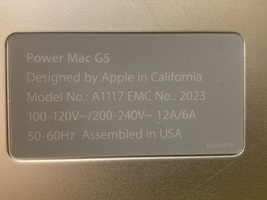 Power Mac G5
Designed by Apple in California
Model No.: A1117 EMC No.: 2023
100-120V~/200-240V~ 12A/6A
50-60Hz Assembled in USA